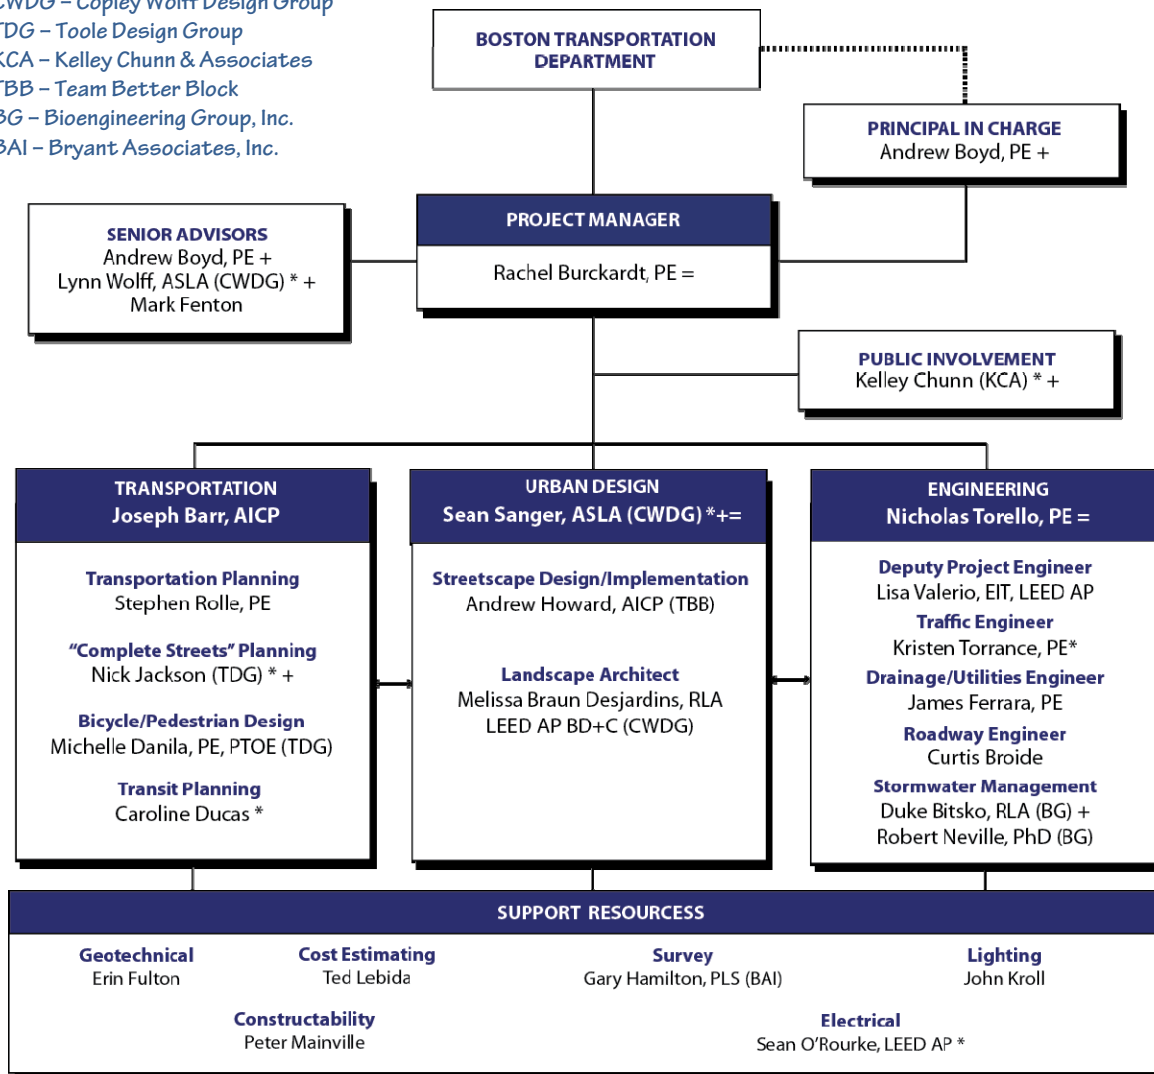 CWDG – Copley Wolff Design Group
TDG – Toole Design Group
KCA – Kelley Chunn & Associates
TBB – Team Better Block
BG – Bioengineering Group, Inc.
BAI – Bryant Associates, Inc.
BOSTON TRANSPORTATION
DEPARTMENT
PRINCIPAL IN CHARGE
Andrew Boyd, PE +
PROJECT MANAGER
Rachel Burckardt, PE =
SENIOR ADVISORS
Andrew Boyd, PE +
Lynn Wolff, ASLA (CWDG) * +
Mark Fenton
PUBLIC INVOLVEMENT
Kelley Chunn (KCA) * +
TRANSPORTATION
Joseph Barr, AICP
Transportation Planning
Stephen Rolle, PE
“Complete Streets” Planning
Nick Jackson (TDG) * +
Bicycle/Pedestrian Design
Michelle Danila, PE, PTOE (TDG)
Transit Planning
Caroline Ducas *
URBAN DESIGN
Sean Sanger, ASLA (CWDG) *+=
Streetscape Design/Implementation
Andrew Howard, AICP (TBB)
Landscape Architect
Melissa Braun Desjardins, RLA
LEED AP BD+C (CWDG)
ENGINEERING
Nicholas Torello, PE =
Deputy Project Engineer
Lisa Valerio, EIT, LEED AP
Traffic Engineer
Kristen Torrance, PE*
Drainage/Utilities Engineer
James Ferrara, PE
Roadway Engineer
Curtis Broide
Stormwater Management
Duke Bitsko, RLA (BG) +
Robert Neville, PhD (BG)
SUPPORT RESOURCESS
Geotechnical
Erin Fulton
Cost Estimating
Ted Lebida
Survey
Gary Hamilton, PLS (BAI)
Lighting
John Kroll
Constructability
Peter Mainville
Electrical
Sean O’Rourke, LEED AP *